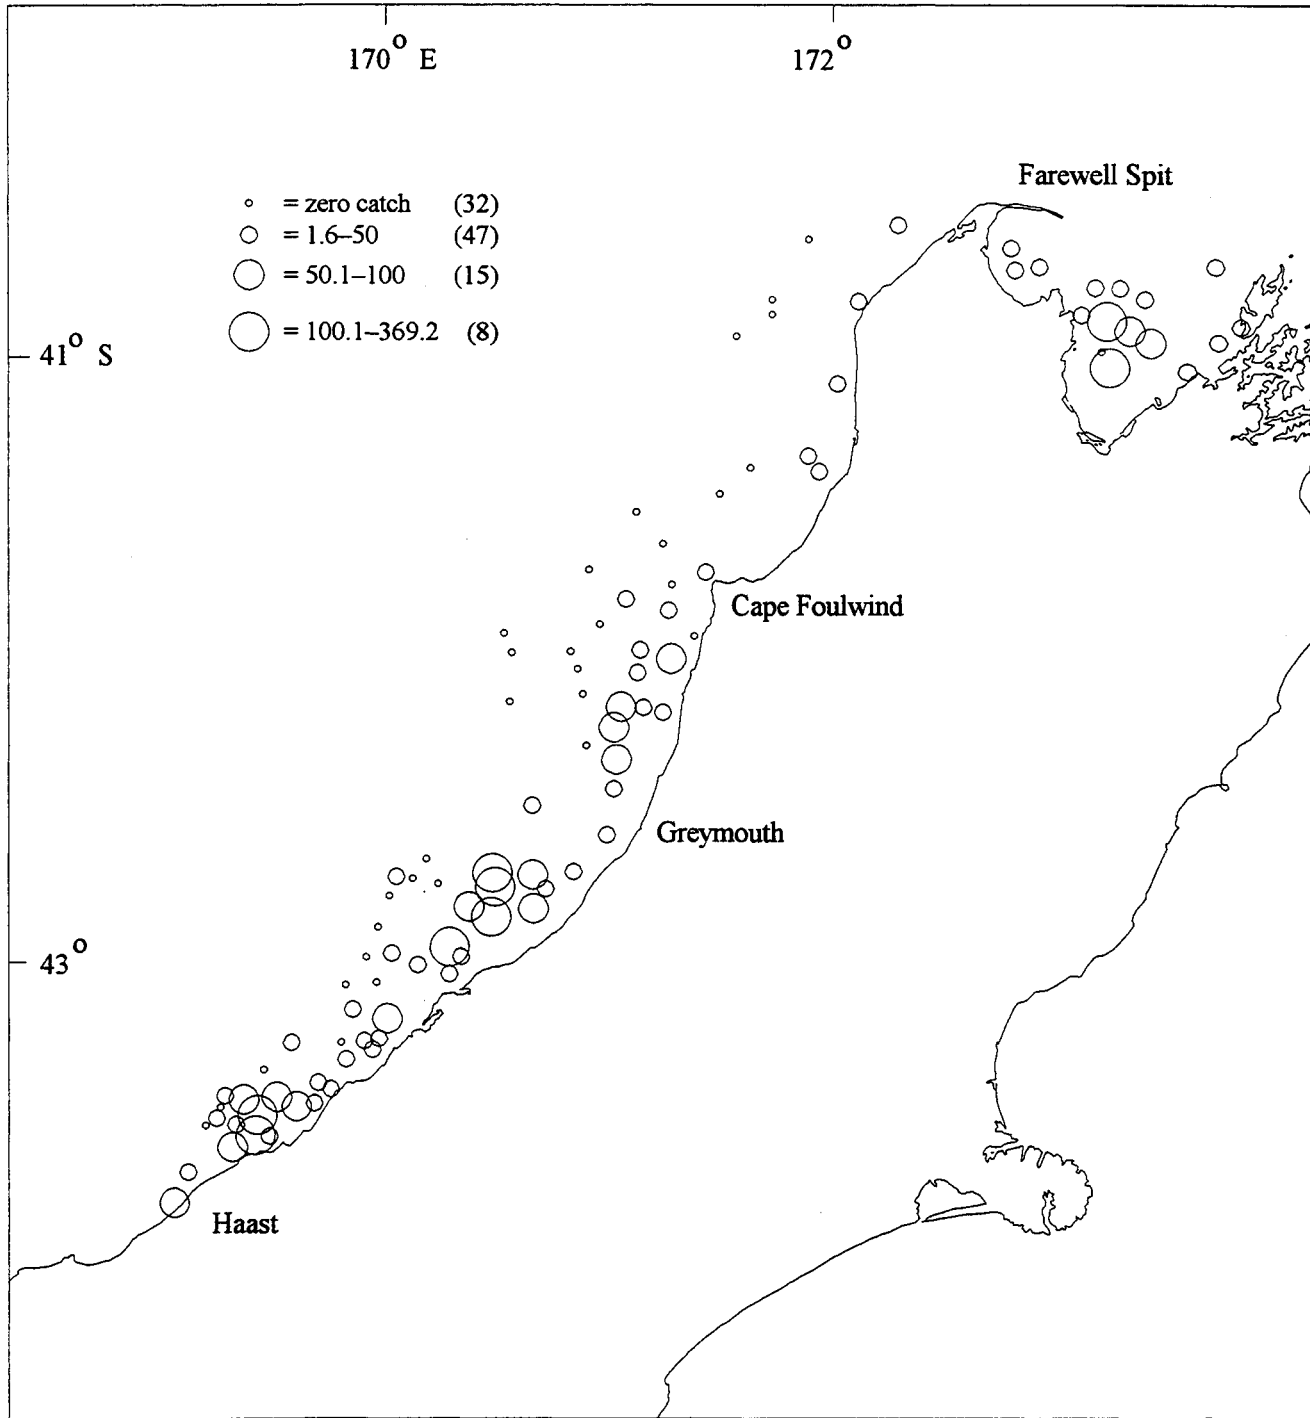 170° E 172°
Farewell Spit
= zero catch (32)
= 1.6–50 (47)
= 50.1–100 (15)
= 100.1–369.2 (8)
41° S
Cape Foulwind
Greymouth
43°
Haast